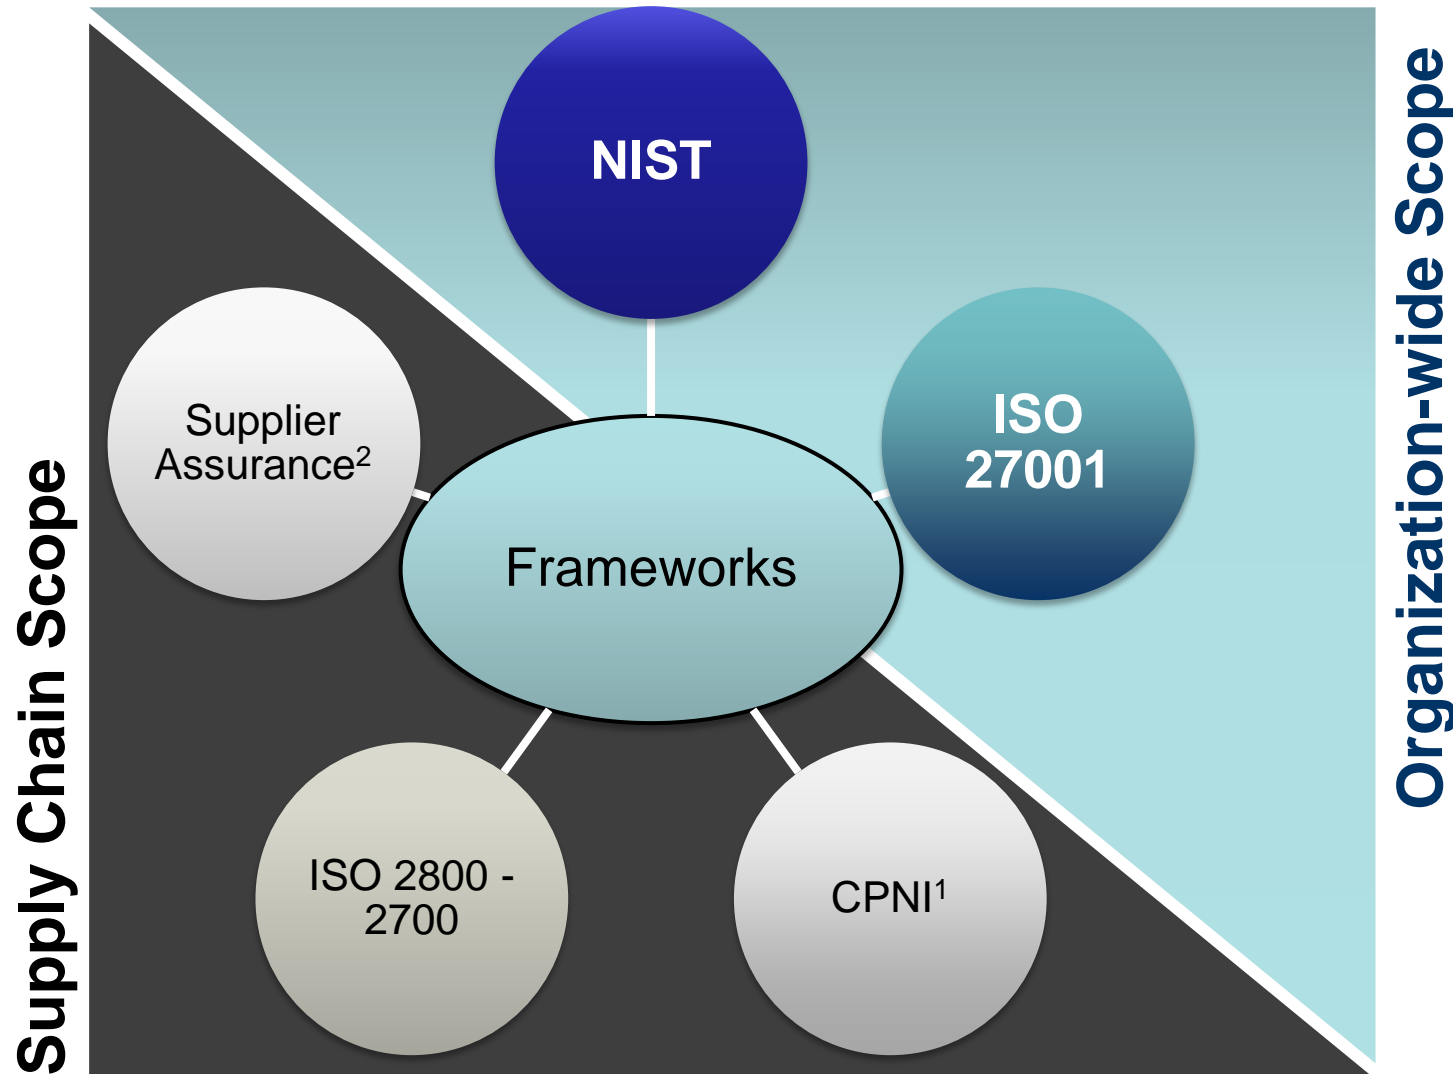 NIST
Supplier
Assurance²
ISO
27001
Frameworks
ISO 2800 -
2700
CPNI¹
Supply Chain Scope
Organization-wide Scope